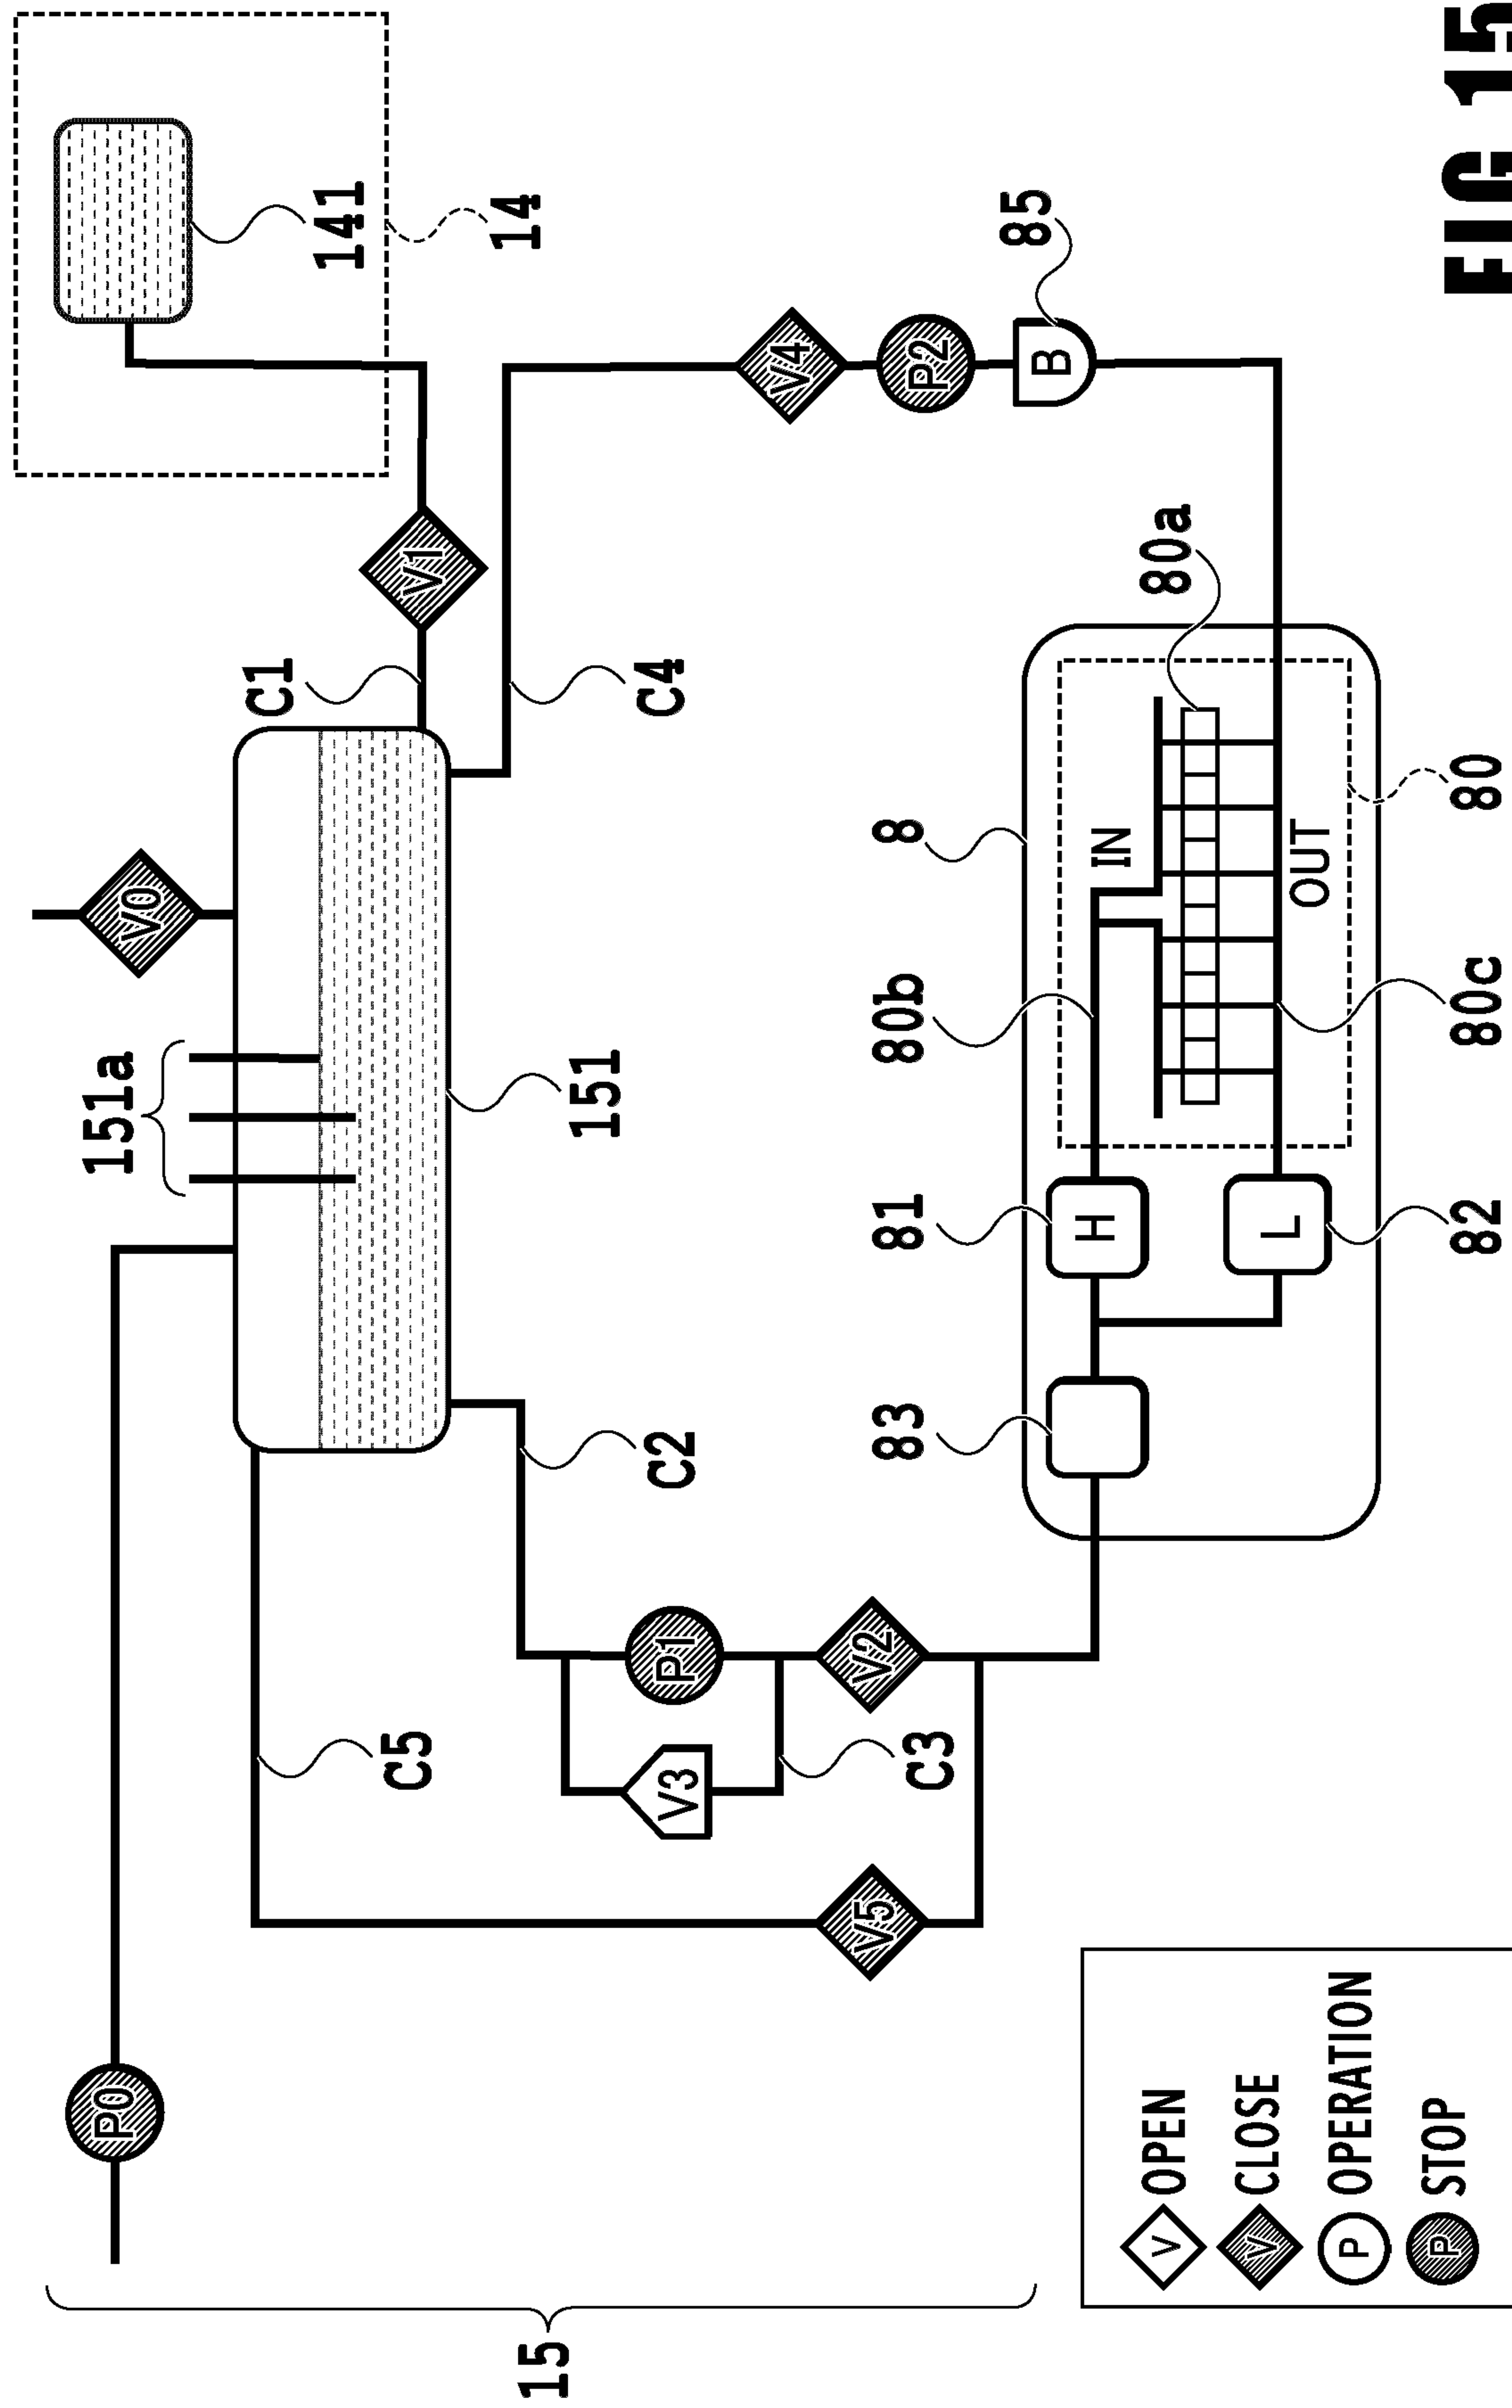 P0
151a
V0
C1
141
C5
V1
14
15
151
C2
C4
V3
P1
V4
V5
V2
83
81
80b
8
C3
P2
85
B
H
IN
80a
L
OUT
82
80c
80
V OPEN
V CLOSE
P OPERATION
P STOP
FIG 15